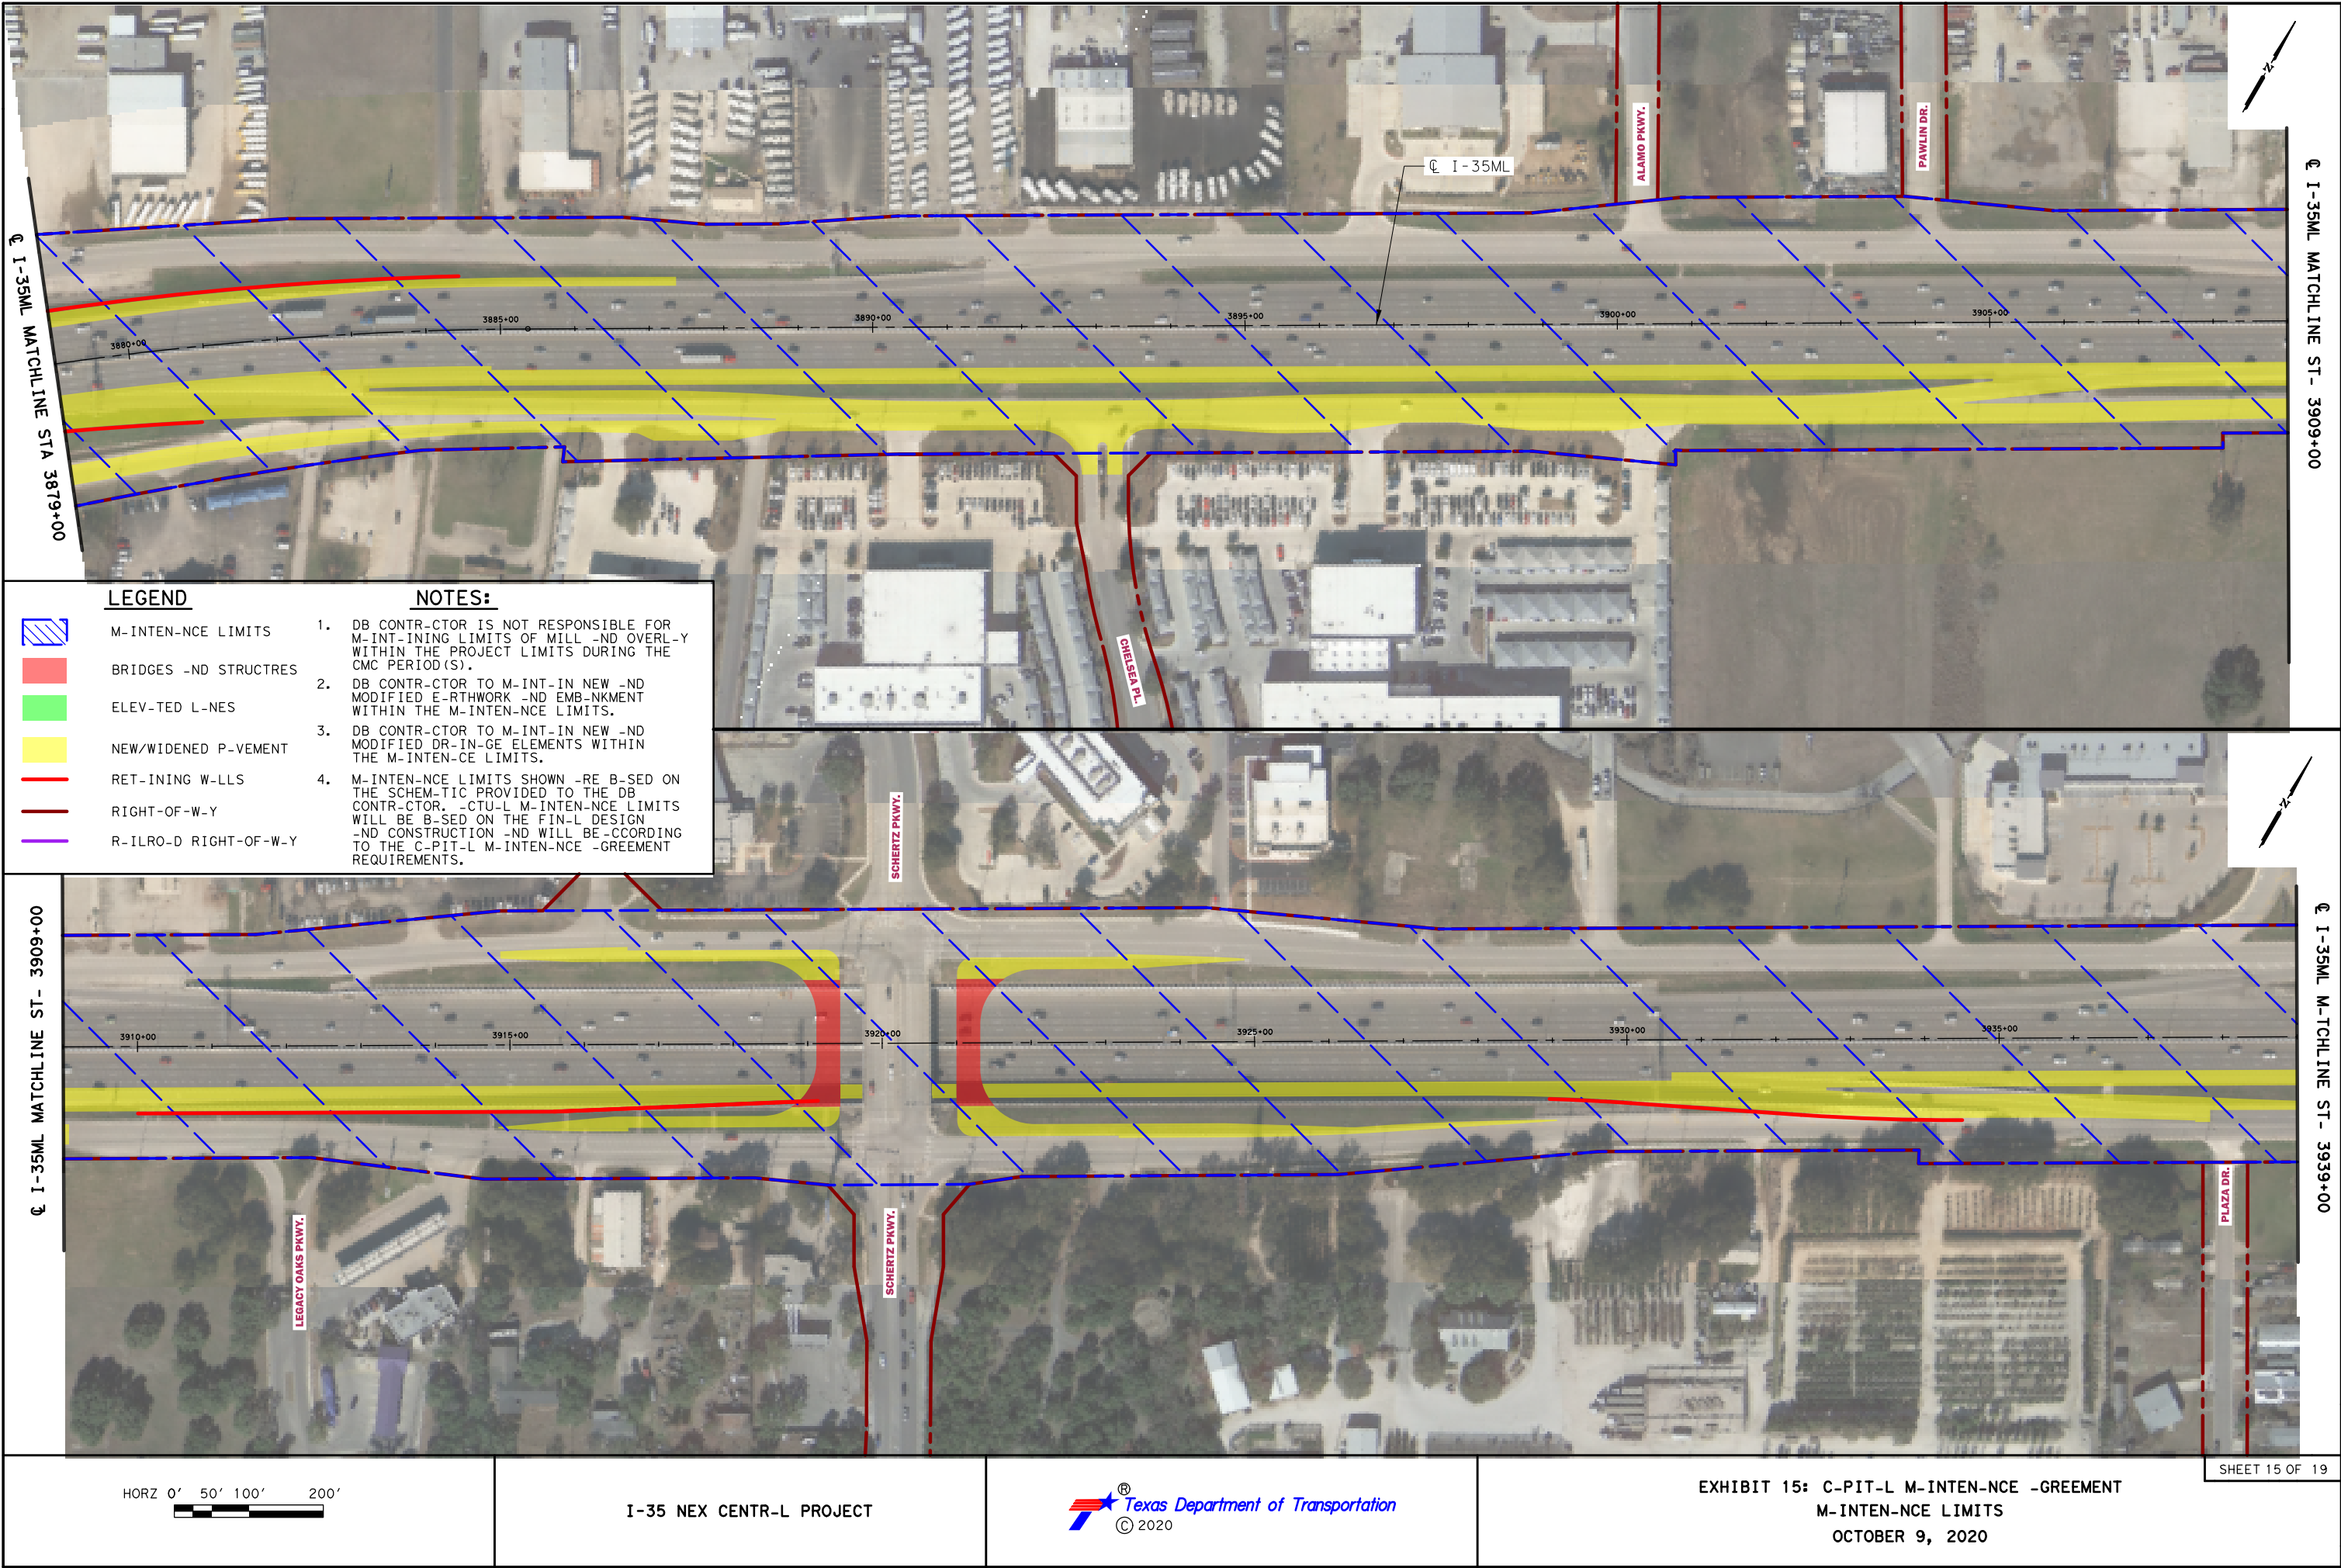 ALAMO PKWY.
PAWLIN DR.
N
℄ I-35ML
℄ I-35ML MATCHLINE STA 3879+00
3880+00
3885+00
3890+00
3895+00
3900+00
3905+00
℄ I-35ML MATCHLINE ST- 3909+00
CHELSEA PL.
LEGEND
M-INTEN-NCE LIMITS
BRIDGES -ND STRUCTRES
ELEV-TED L-NES
NEW/WIDENED P-VEMENT
RET-INING W-LLS
RIGHT-OF-W-Y
R-ILRO-D RIGHT-OF-W-Y
NOTES:
1. DB CONTR-CTOR IS NOT RESPONSIBLE FOR
M-INT-INING LIMITS OF MILL -ND OVERL-Y
WITHIN THE PROJECT LIMITS DURING THE
CMC PERIOD(S).
2. DB CONTR-CTOR TO M-INT-IN NEW -ND
MODIFIED E-RTHWORK -ND EMB-NKMENT
WITHIN THE M-INTEN-NCE LIMITS.
3. DB CONTR-CTOR TO M-INT-IN NEW -ND
MODIFIED DR-IN-GE ELEMENTS WITHIN
THE M-INTEN-CE LIMITS.
4. M-INTEN-NCE LIMITS SHOWN -RE B-SED ON
THE SCHEM-TIC PROVIDED TO THE DB
CONTR-CTOR. -CTU-L M-INTEN-NCE LIMITS
WILL BE B-SED ON THE FIN-L DESIGN
-ND CONSTRUCTION -ND WILL BE-CCORDING
TO THE C-PIT-L M-INTEN-NCE -GREEMENT
REQUIREMENTS.
SCHERTZ PKWY.
N
℄ I-35ML MATCHLINE ST- 3909+00
3910+00
3915+00
3920+00
3925+00
3930+00
3935+00
℄ I-35ML M-TCHLINE ST- 3939+00
LEGACY OAKS PKWY.
SCHERTZ PKWY.
PLAZA DR.
SHEET 15 OF 19
HORZ 0' 50' 100' 200'
I-35 NEX CENTR-L PROJECT
®
Texas Department of Transportation
© 2020
EXHIBIT 15: C-PIT-L M-INTEN-NCE -GREEMENT
M-INTEN-NCE LIMITS
OCTOBER 9, 2020